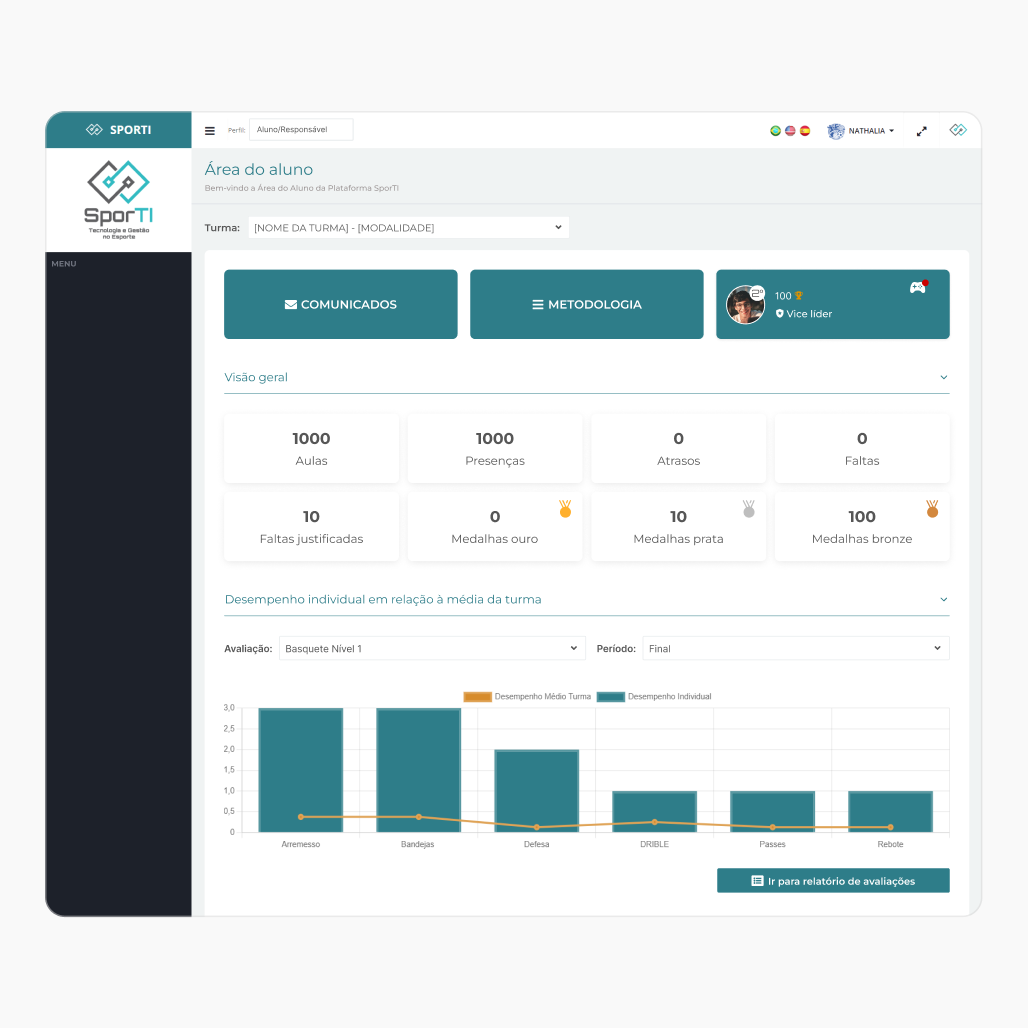 SPORTI
Perfil:
Aluno/Responsável
NATHALIA
SporTI
Tecnologia e Gestão
no Esporte
MENU
Área do aluno
Bem-vindo a Área do Aluno da Plataforma SporTI
Turma:
[NOME DA TURMA] - [MODALIDADE]
COMUNICADOS
METODOLOGIA
2º
100
Vice líder
Visão geral
1000
Aulas
1000
Presenças
0
Atrasos
0
Faltas
10
Faltas justificadas
0
Medalhas ouro
10
Medalhas prata
100
Medalhas bronze
Desempenho individual em relação à média da turma
Avaliação:
Basquete Nível 1
Período:
Final
Desempenho Médio Turma
Desempenho Individual
3,0
2,5
2,0
1,5
1,0
0,5
0
Arremesso
Bandejas
Defesa
DRIBLE
Passes
Rebote
Ir para relatório de avaliações